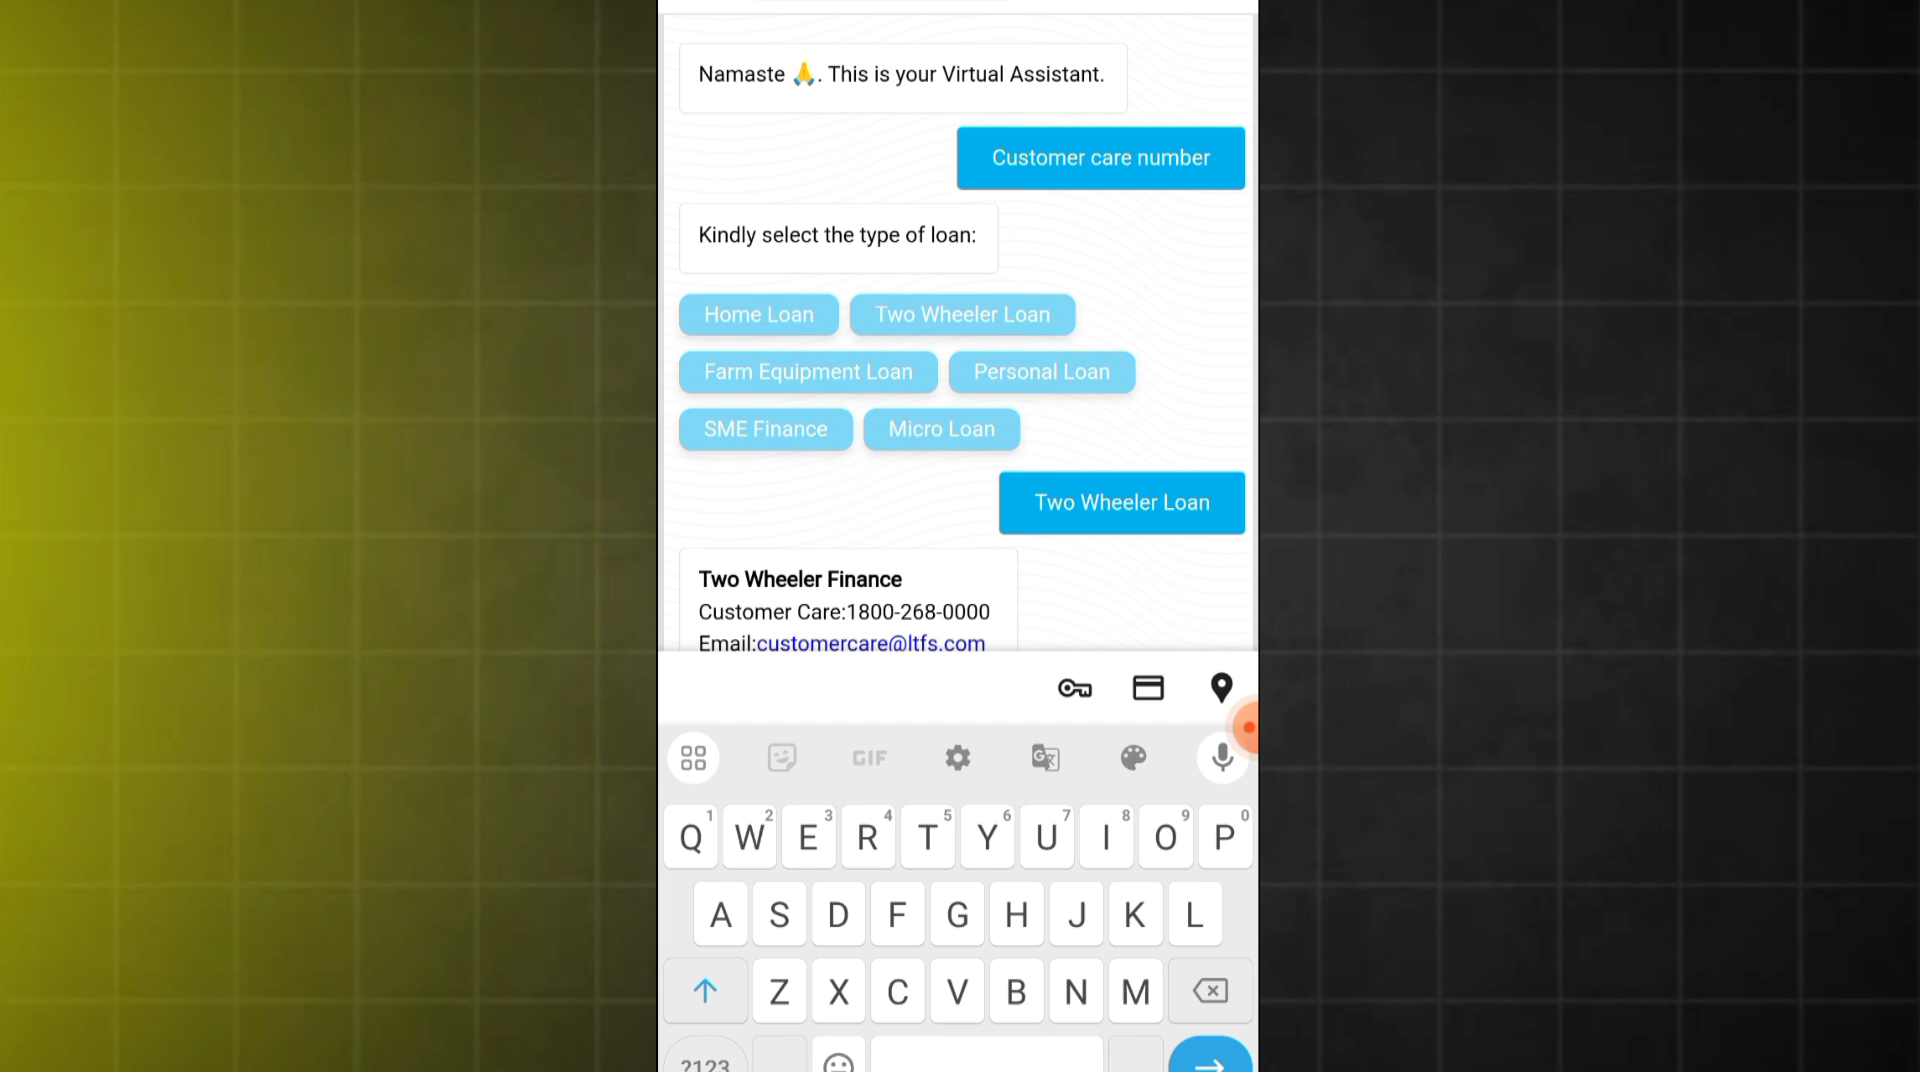 Namaste 🙏. This is your Virtual Assistant.
Customer care number
Kindly select the type of loan:
Home Loan Two Wheeler Loan
Farm Equipment Loan Personal Loan
SME Finance Micro Loan
Two Wheeler Loan
Two Wheeler Finance
Customer Care:1800-268-0000
Email:customercare@ltfs.com
GIF
1 2 3 4 5 6 7 8 9 0
Q W E R T Y U I O P
A S D F G H J K L
Z X C V B N M
?123